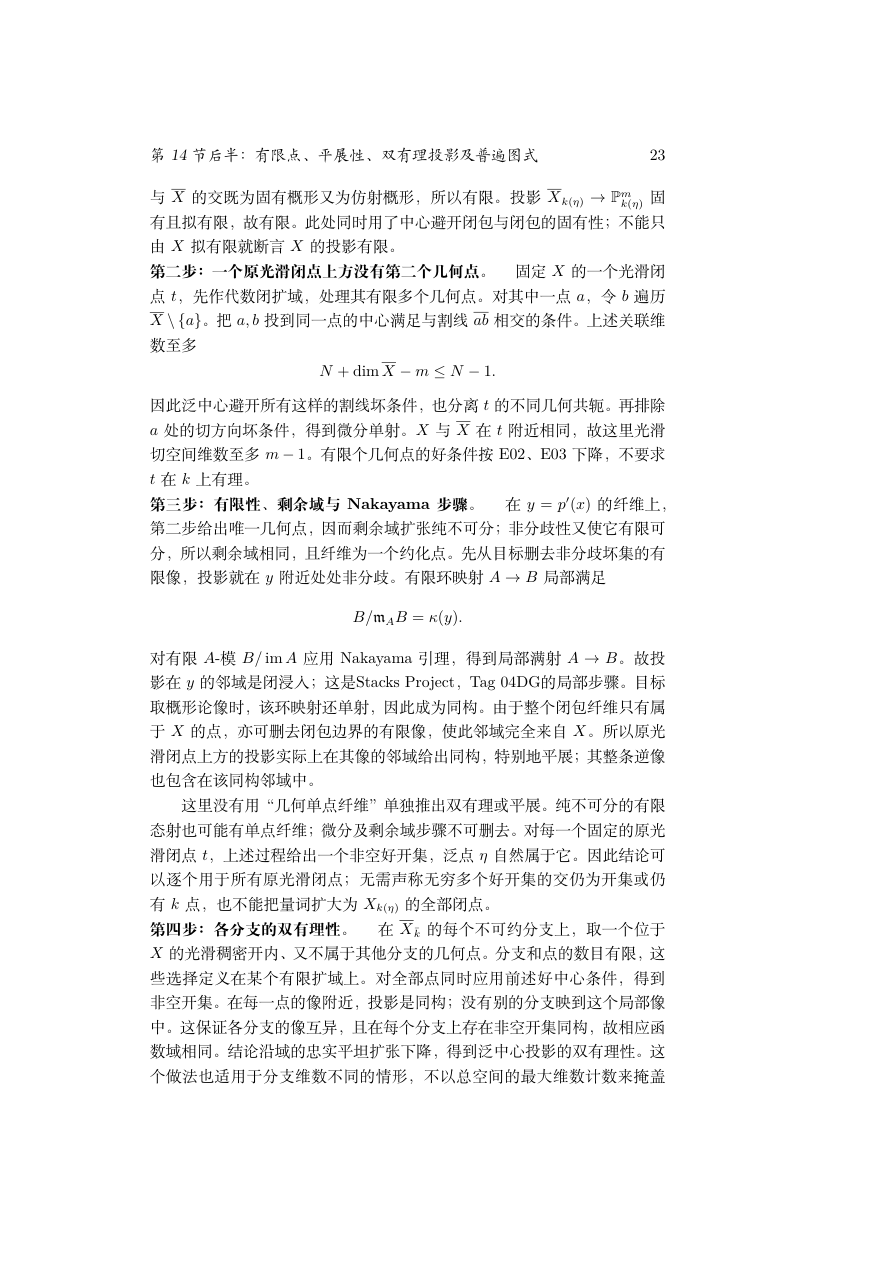 第 14 节后半：有限点、平展性、双有理投影及普遍图式 23
与 $\overline{X}$ 的交既为固有概形又为仿射概形，所以有限。投影 $\overline{X}_{k(\eta)} \to \mathbb{P}^m_{k(\eta)}$ 固
有且拟有限，故有限。此处同时用了中心避开闭包与闭包的固有性；不能只
由 $X$ 拟有限就断言 $X$ 的投影有限。
第二步：一个原光滑闭点上方没有第二个几何点。 固定 $X$ 的一个光滑闭
点 $t$，先作代数闭扩域，处理其有限多个几何点。对其中一点 $a$，令 $b$ 遍历
$\overline{X} \setminus \{a\}$。把 $a, b$ 投到同一点的中心满足与割线 $\overline{ab}$ 相交的条件。上述关联维
数至多
$N + \dim \overline{X} - m \leq N - 1.$
因此泛中心避开所有这样的割线坏条件，也分离 $t$ 的不同几何共轭。再排除
$a$ 处的切方向坏条件，得到微分单射。$X$ 与 $\overline{X}$ 在 $t$ 附近相同，故这里光滑
切空间维数至多 $m - 1$。有限个几何点的好条件按 E02、E03 下降，不要求
$t$ 在 $k$ 上有理。
第三步：有限性、剩余域与 Nakayama 步骤。 在 $y = p'(x)$ 的纤维上，
第二步给出唯一几何点，因而剩余域扩张纯不可分；非分歧性又使它有限可
分，所以剩余域相同，且纤维为一个约化点。先从目标删去非分歧坏集的有
限像，投影就在 $y$ 附近处处非分歧。有限环映射 $A \to B$ 局部满足
$B/\mathfrak{m}_A B = \kappa(y).$
对有限 $A$-模 $B/\operatorname{im} A$ 应用 Nakayama 引理，得到局部满射 $A \to B$。故投
影在 $y$ 的邻域是闭浸入；这是Stacks Project，Tag 04DG的局部步骤。目标
取概形论像时，该环映射还单射，因此成为同构。由于整个闭包纤维只有属
于 $X$ 的点，亦可删去闭包边界的有限像，使此邻域完全来自 $X$。所以原光
滑闭点上方的投影实际上在其像的邻域给出同构，特别地平展；其整条逆像
也包含在该同构邻域中。
这里没有用 “几何单点纤维” 单独推出双有理或平展。纯不可分的有限
态射也可能有单点纤维；微分及剩余域步骤不可删去。对每一个固定的原光
滑闭点 $t$，上述过程给出一个非空好开集，泛点 $\eta$ 自然属于它。因此结论可
以逐个用于所有原光滑闭点；无需声称无穷多个好开集的交仍为开集或仍
有 $k$ 点，也不能把量词扩大为 $X_{k(\eta)}$ 的全部闭点。
第四步：各分支的双有理性。 在 $\overline{X}_{\bar{k}}$ 的每个不可约分支上，取一个位于
$X$ 的光滑稠密开内、又不属于其他分支的几何点。分支和点的数目有限，这
些选择定义在某个有限扩域上。对全部点同时应用前述好中心条件，得到
非空开集。在每一点的像附近，投影是同构；没有别的分支映到这个局部像
中。这保证各分支的像互异，且在每个分支上存在非空开集同构，故相应函
数域相同。结论沿域的忠实平坦扩张下降，得到泛中心投影的双有理性。这
个做法也适用于分支维数不同的情形，不以总空间的最大维数计数来掩盖